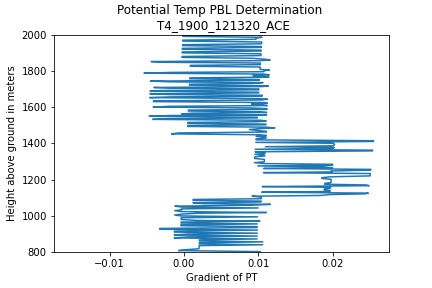 Potential Temp PBL Determination
T4_1900_121320_ACE
2000
1800
1600
1400
1200
1000
800
Height above ground in meters
−0.01
0.00
0.01
0.02
Gradient of PT